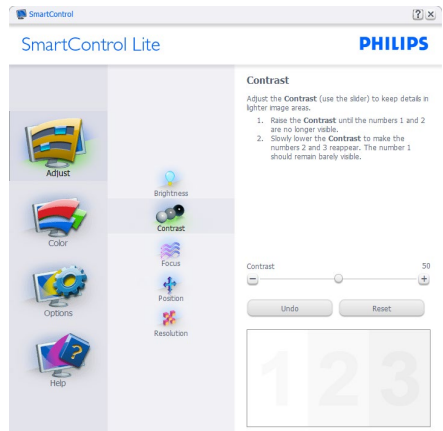 SmartControl
SmartControl Lite
PHILIPS
Adjust
Color
Options
Help
Brightness
Contrast
Focus
Position
Resolution
Contrast
Adjust the Contrast (use the slider) to keep details in
lighter image areas.
1. Raise the Contrast until the numbers 1 and 2
are no longer visible.
2. Slowly lower the Contrast to make the
numbers 2 and 3 reappear. The number 1
should remain barely visible.
Contrast 50
Undo Reset
1 2 3